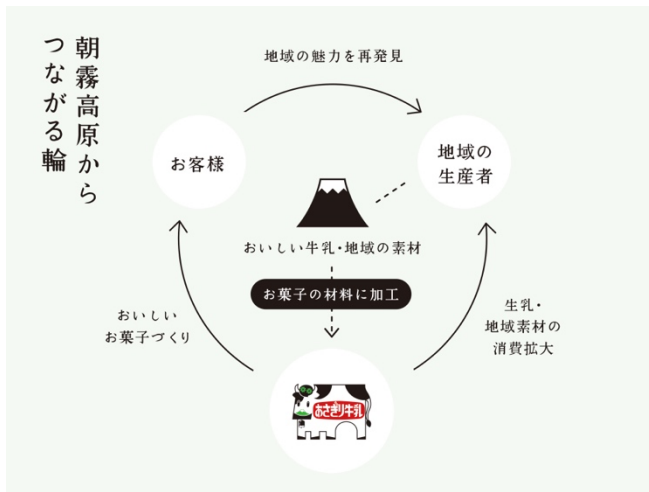 朝霧高原から
つながる輪
地域の魅力を再発見
お客様
地域の
生産者
おいしい牛乳・地域の素材
お菓子の材料に加工
おいしい
お菓子づくり
生乳・
地域素材の
消費拡大
あさぎり牛乳